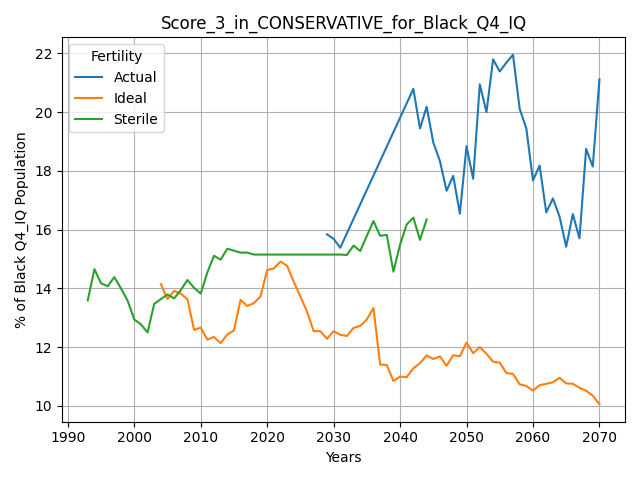 Score_3_in_CONSERVATIVE_for_Black_Q4_IQ
Fertility
Actual
Ideal
Sterile
% of Black Q4_IQ Population
22
20
18
16
14
12
10
1990 2000 2010 2020 2030 2040 2050 2060 2070
Years